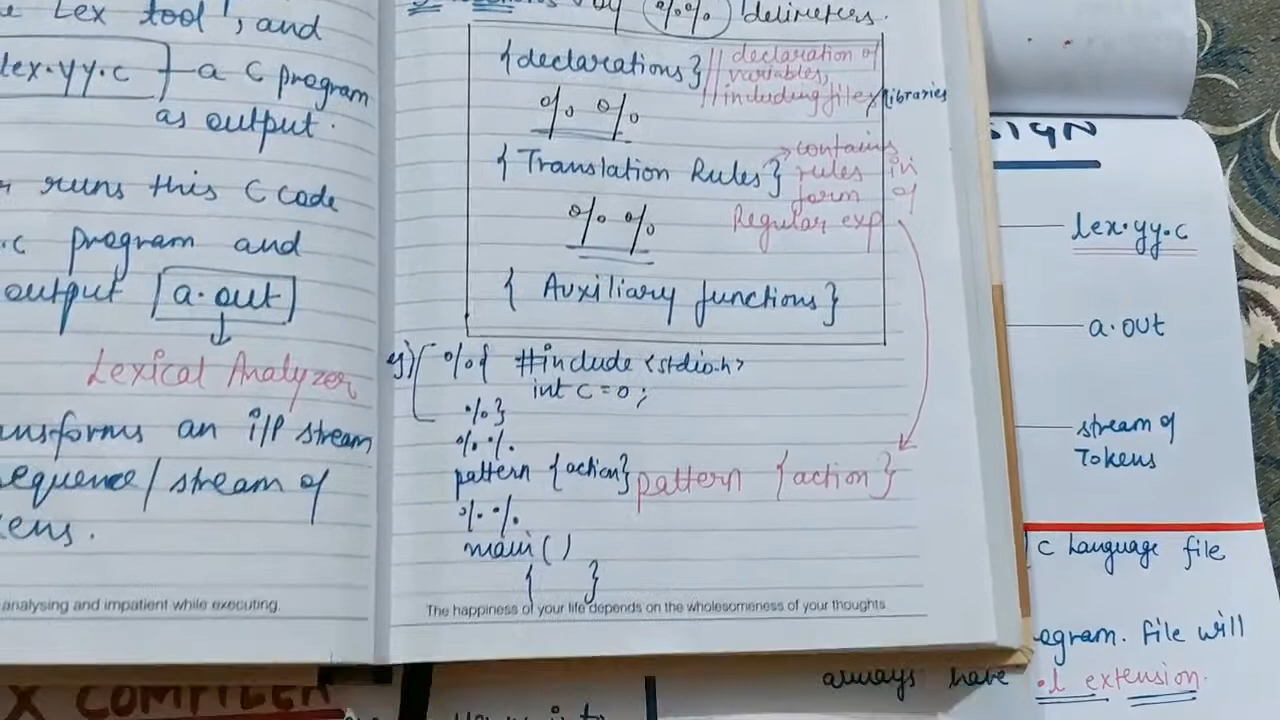 Lex tool', and
lex.yy.c a C program
as output.
runs this C code
.c program and
output a.out
Lexical Analyzer
an i/p stream
sequence/stream of
analysing and impatient while executing.
%% delimeters.
{declarations} // declaration of
variables,
// including files/libraries
%%
{Translation Rules} → contains
rules in
form of
Regular exp
%%
{ Auxiliary functions}
eg) %{ #include <stdio.h>
int c = 0;
%}
%%
pattern {action} pattern {action}
%%
main()
{ }
The happiness of your life depends on the wholesomeness of your thoughts
SIGN
lex.yy.c
a.out
stream of
Tokens
C Language file
file will
always have .l extension.
X COMPILER